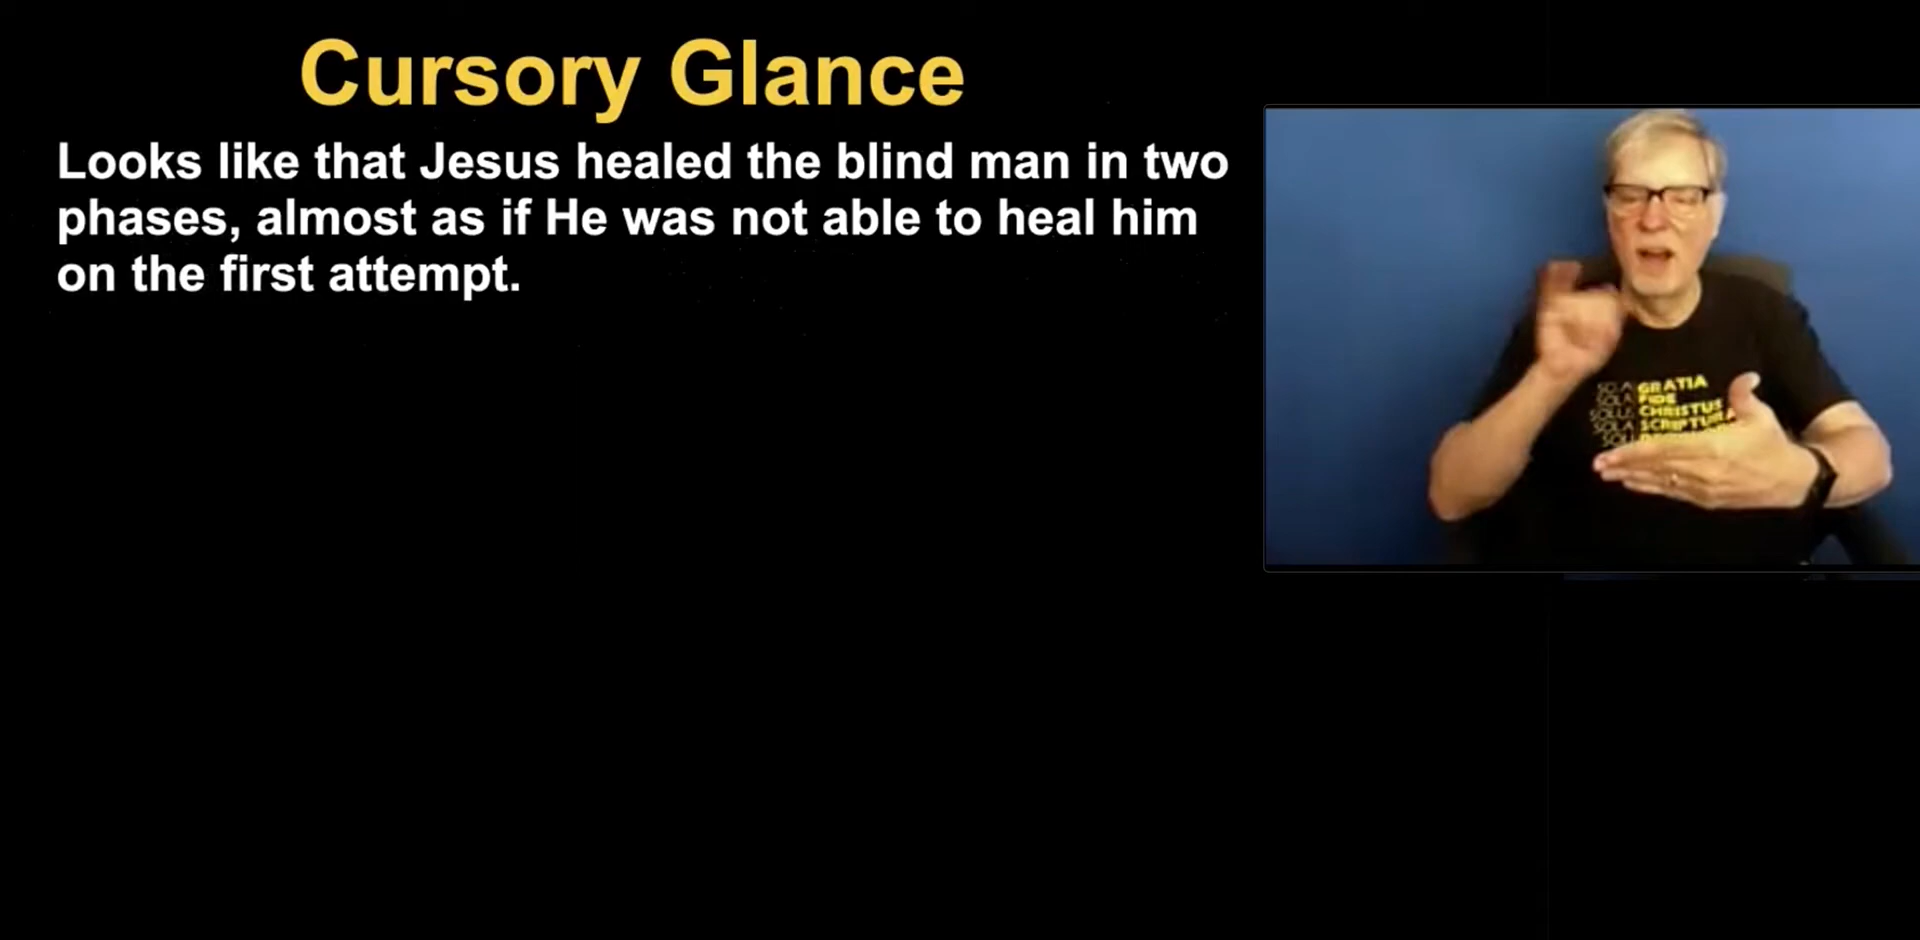 Cursory Glance
Looks like that Jesus healed the blind man in two
phases, almost as if He was not able to heal him
on the first attempt.
SOLA GRATIA
SOLA FIDE
SOLUS CHRISTUS
SOLA SCRIPTURA